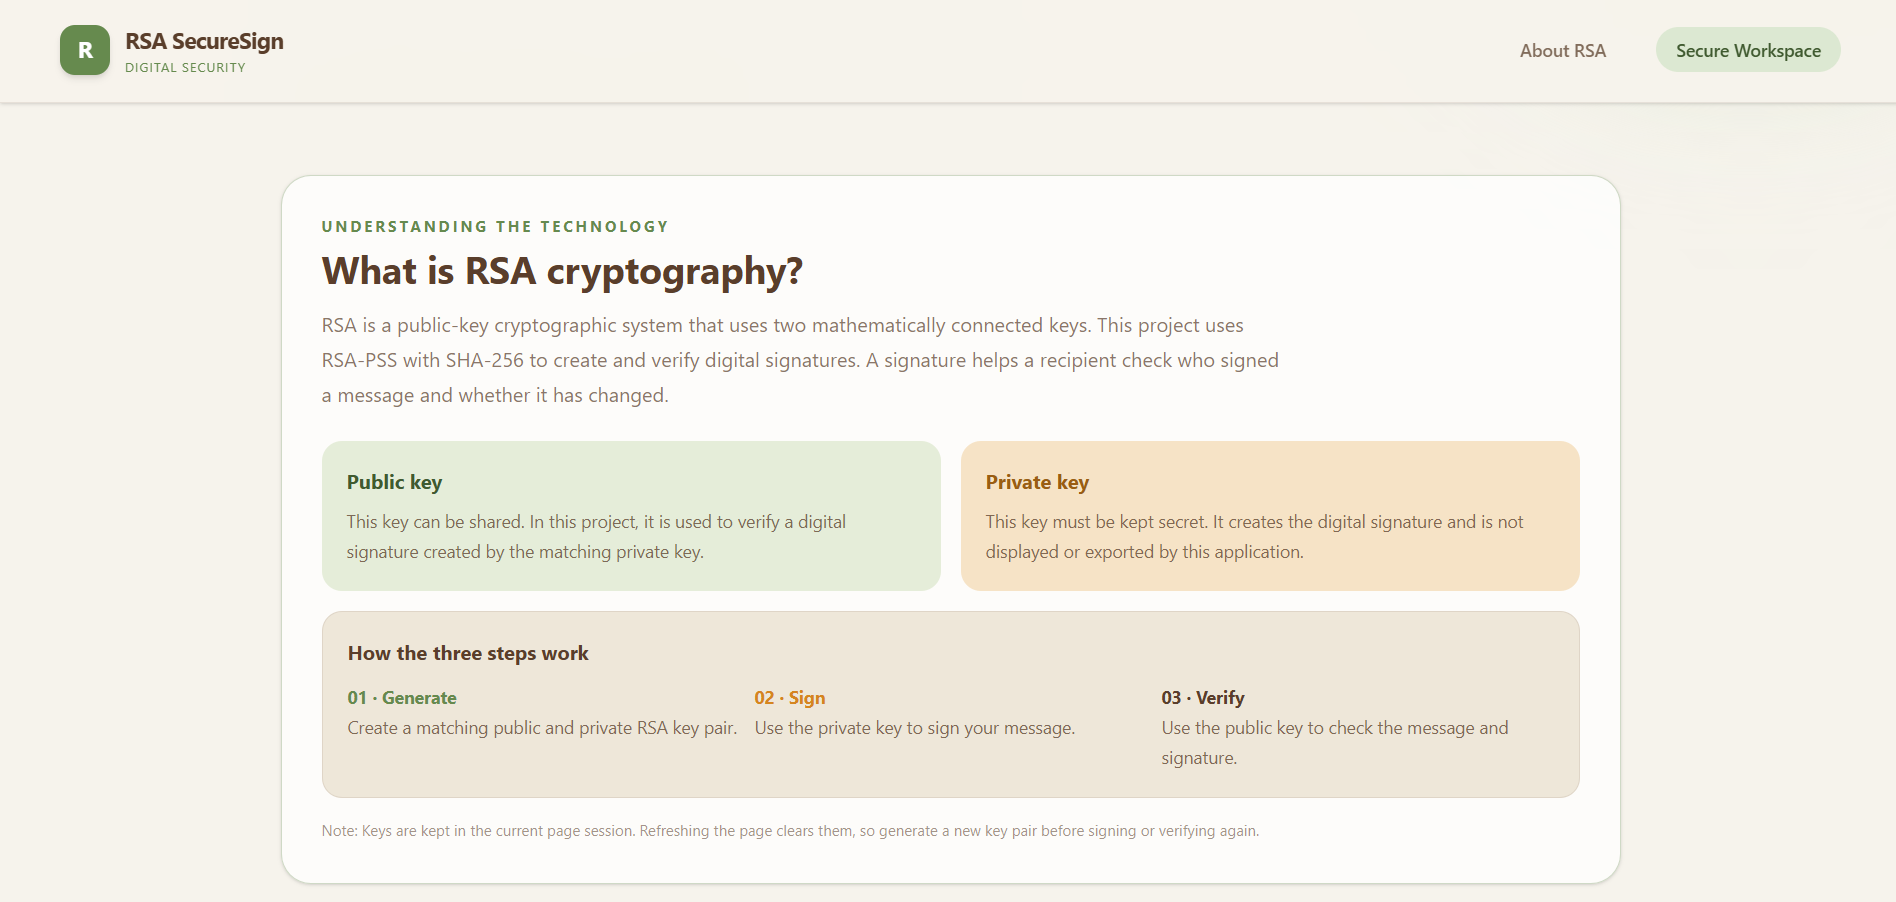 R
RSA SecureSign
DIGITAL SECURITY
About RSA
Secure Workspace
UNDERSTANDING THE TECHNOLOGY
What is RSA cryptography?
RSA is a public-key cryptographic system that uses two mathematically connected keys. This project uses
RSA-PSS with SHA-256 to create and verify digital signatures. A signature helps a recipient check who signed
a message and whether it has changed.
Public key
This key can be shared. In this project, it is used to verify a digital
signature created by the matching private key.
Private key
This key must be kept secret. It creates the digital signature and is not
displayed or exported by this application.
How the three steps work
01 · Generate
Create a matching public and private RSA key pair.
02 · Sign
Use the private key to sign your message.
03 · Verify
Use the public key to check the message and
signature.
Note: Keys are kept in the current page session. Refreshing the page clears them, so generate a new key pair before signing or verifying again.